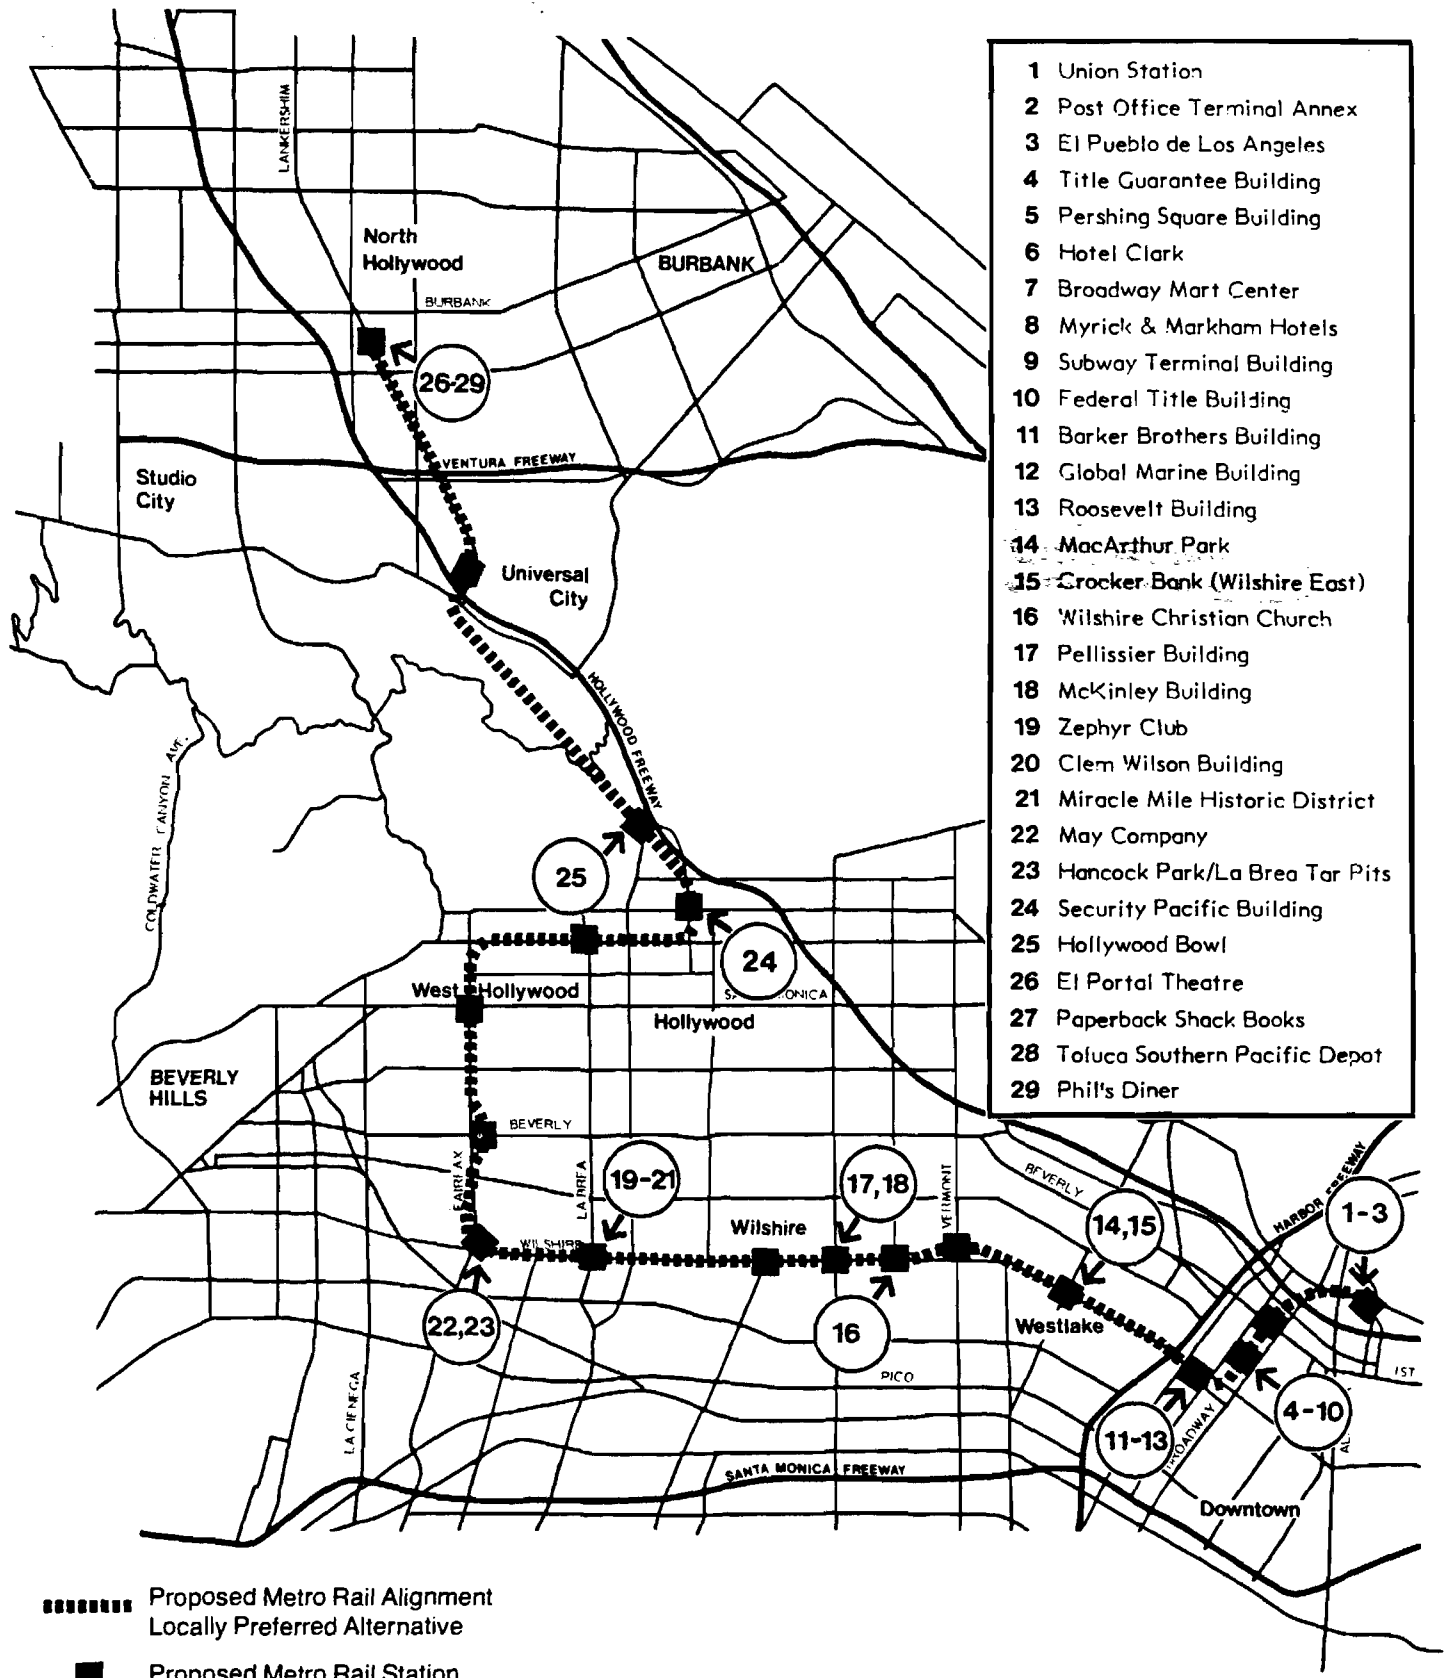 1 Union Station
2 Post Office Terminal Annex
3 El Pueblo de Los Angeles
4 Title Guarantee Building
5 Pershing Square Building
6 Hotel Clark
7 Broadway Mart Center
8 Myrick & Markham Hotels
9 Subway Terminal Building
10 Federal Title Building
11 Barker Brothers Building
12 Global Marine Building
13 Roosevelt Building
14 MacArthur Park
15 Crocker Bank (Wilshire East)
16 Wilshire Christian Church
17 Pellissier Building
18 McKinley Building
19 Zephyr Club
20 Clem Wilson Building
21 Miracle Mile Historic District
22 May Company
23 Hancock Park/La Brea Tar Pits
24 Security Pacific Building
25 Hollywood Bowl
26 El Portal Theatre
27 Paperback Shack Books
28 Toluca Southern Pacific Depot
29 Phil's Diner
LANKERSHIM
North
Hollywood
BURBANK
BURBANK
26-29
VENTURA FREEWAY
Studio
City
Universal
City
HOLLYWOOD FREEWAY
COLDWATER CANYON AVE.
25
24
West Hollywood
Hollywood
BEVERLY
HILLS
BEVERLY
FAIRFAX
LA BREA
19-21
17,18
VERMONT
BEVERLY
HARBOR FREEWAY
1-3
14,15
Wilshire
WILSHIRE
22,23
16
Westlake
PICO
1ST
LA CIENEGA
11-13
BROADWAY
4-10
SANTA MONICA FREEWAY
Downtown
Proposed Metro Rail Alignment
Locally Preferred Alternative
Proposed Metro Rail Station